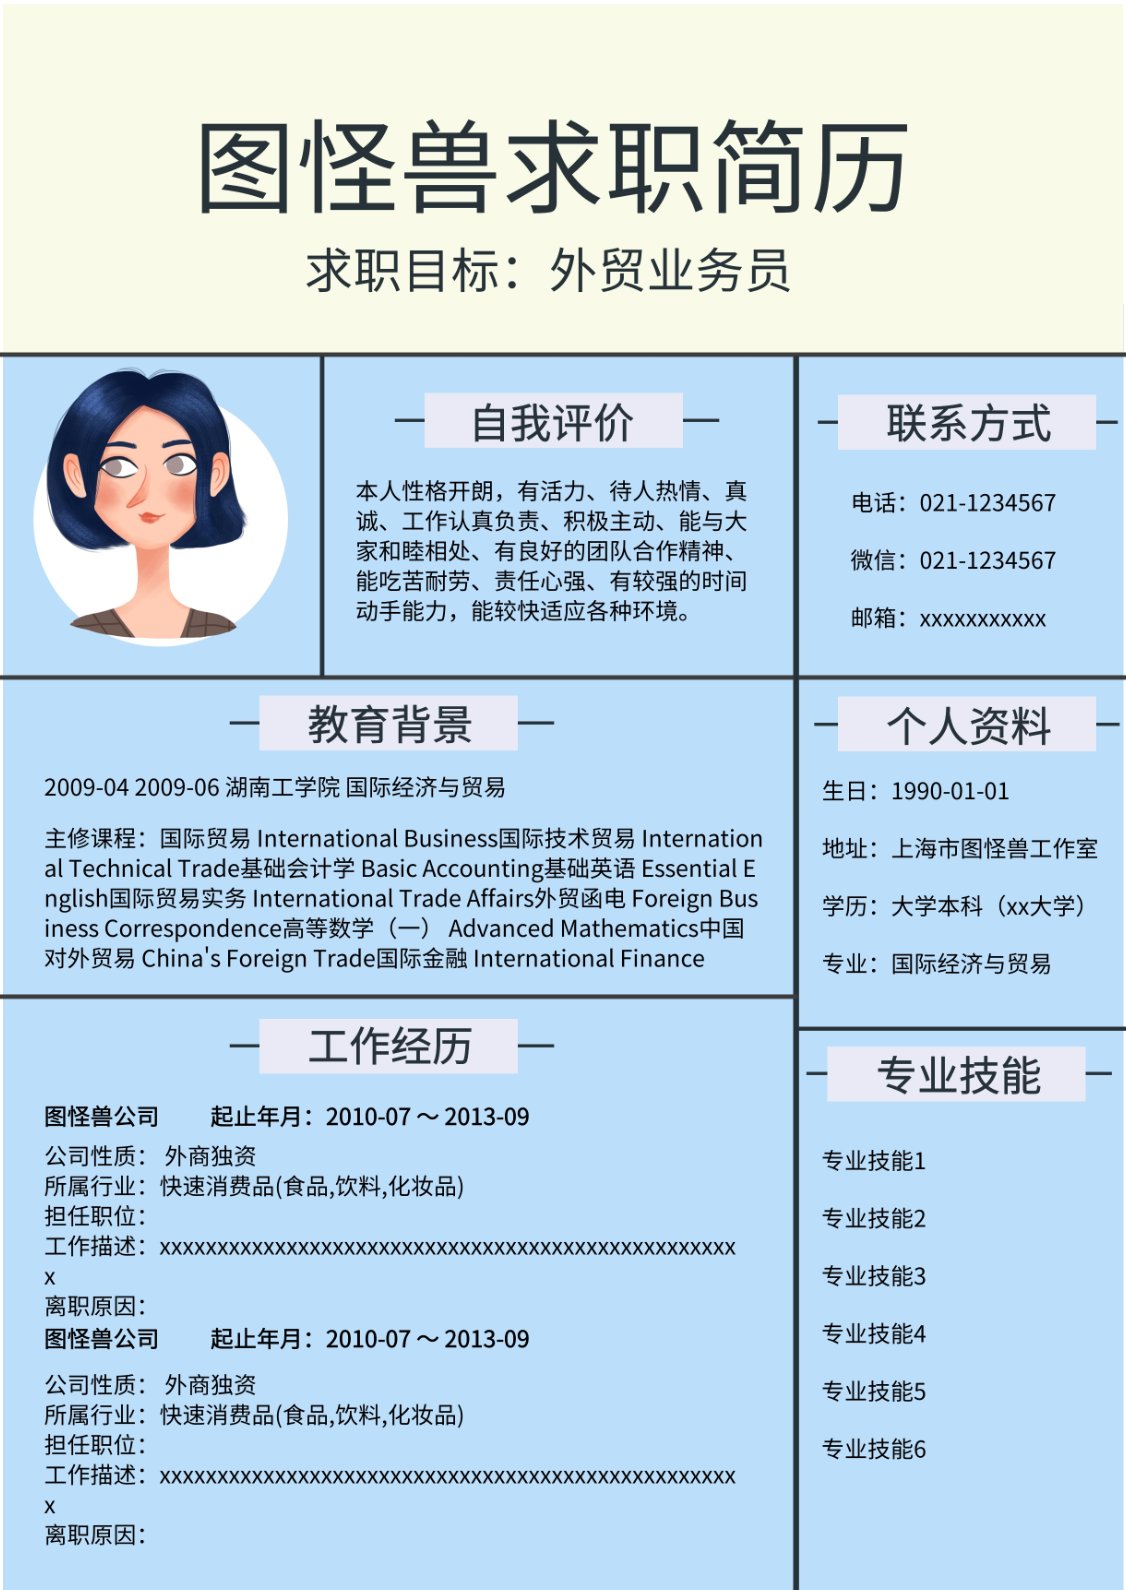 图怪兽求职简历
求职目标：外贸业务员
自我评价
本人性格开朗，有活力、待人热情、真
诚、工作认真负责、积极主动、能与大
家和睦相处、有良好的团队合作精神、
能吃苦耐劳、责任心强、有较强的时间
动手能力，能较快适应各种环境。
联系方式
电话：021-1234567
微信：021-1234567
邮箱：xxxxxxxxxxx
教育背景
2009-04 2009-06 湖南工学院 国际经济与贸易
主修课程：国际贸易 International Business国际技术贸易 Internation
al Technical Trade基础会计学 Basic Accounting基础英语 Essential E
nglish国际贸易实务 International Trade Affairs外贸函电 Foreign Bus
iness Correspondence高等数学（一） Advanced Mathematics中国
对外贸易 China's Foreign Trade国际金融 International Finance
个人资料
生日：1990-01-01
地址：上海市图怪兽工作室
学历：大学本科（xx大学）
专业：国际经济与贸易
工作经历
图怪兽公司 起止年月：2010-07 ～ 2013-09
公司性质： 外商独资
所属行业：快速消费品(食品,饮料,化妆品)
担任职位：
工作描述：xxxxxxxxxxxxxxxxxxxxxxxxxxxxxxxxxxxxxxxxxxxxxxxxxx
x
离职原因：
图怪兽公司 起止年月：2010-07 ～ 2013-09
公司性质： 外商独资
所属行业：快速消费品(食品,饮料,化妆品)
担任职位：
工作描述：xxxxxxxxxxxxxxxxxxxxxxxxxxxxxxxxxxxxxxxxxxxxxxxxxx
x
离职原因：
专业技能
专业技能1
专业技能2
专业技能3
专业技能4
专业技能5
专业技能6